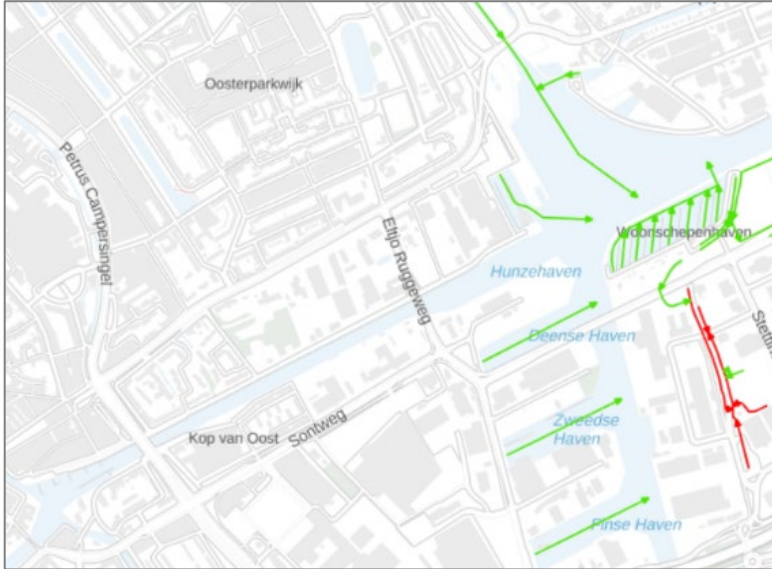 Oosterparkwijk
Petrus Campersingel
Eltjo Ruggeweg
Woonschepenhaven
Hunzehaven
Deense Haven
Zweedse
Haven
Kop van Oost
Sontweg
Finse Haven